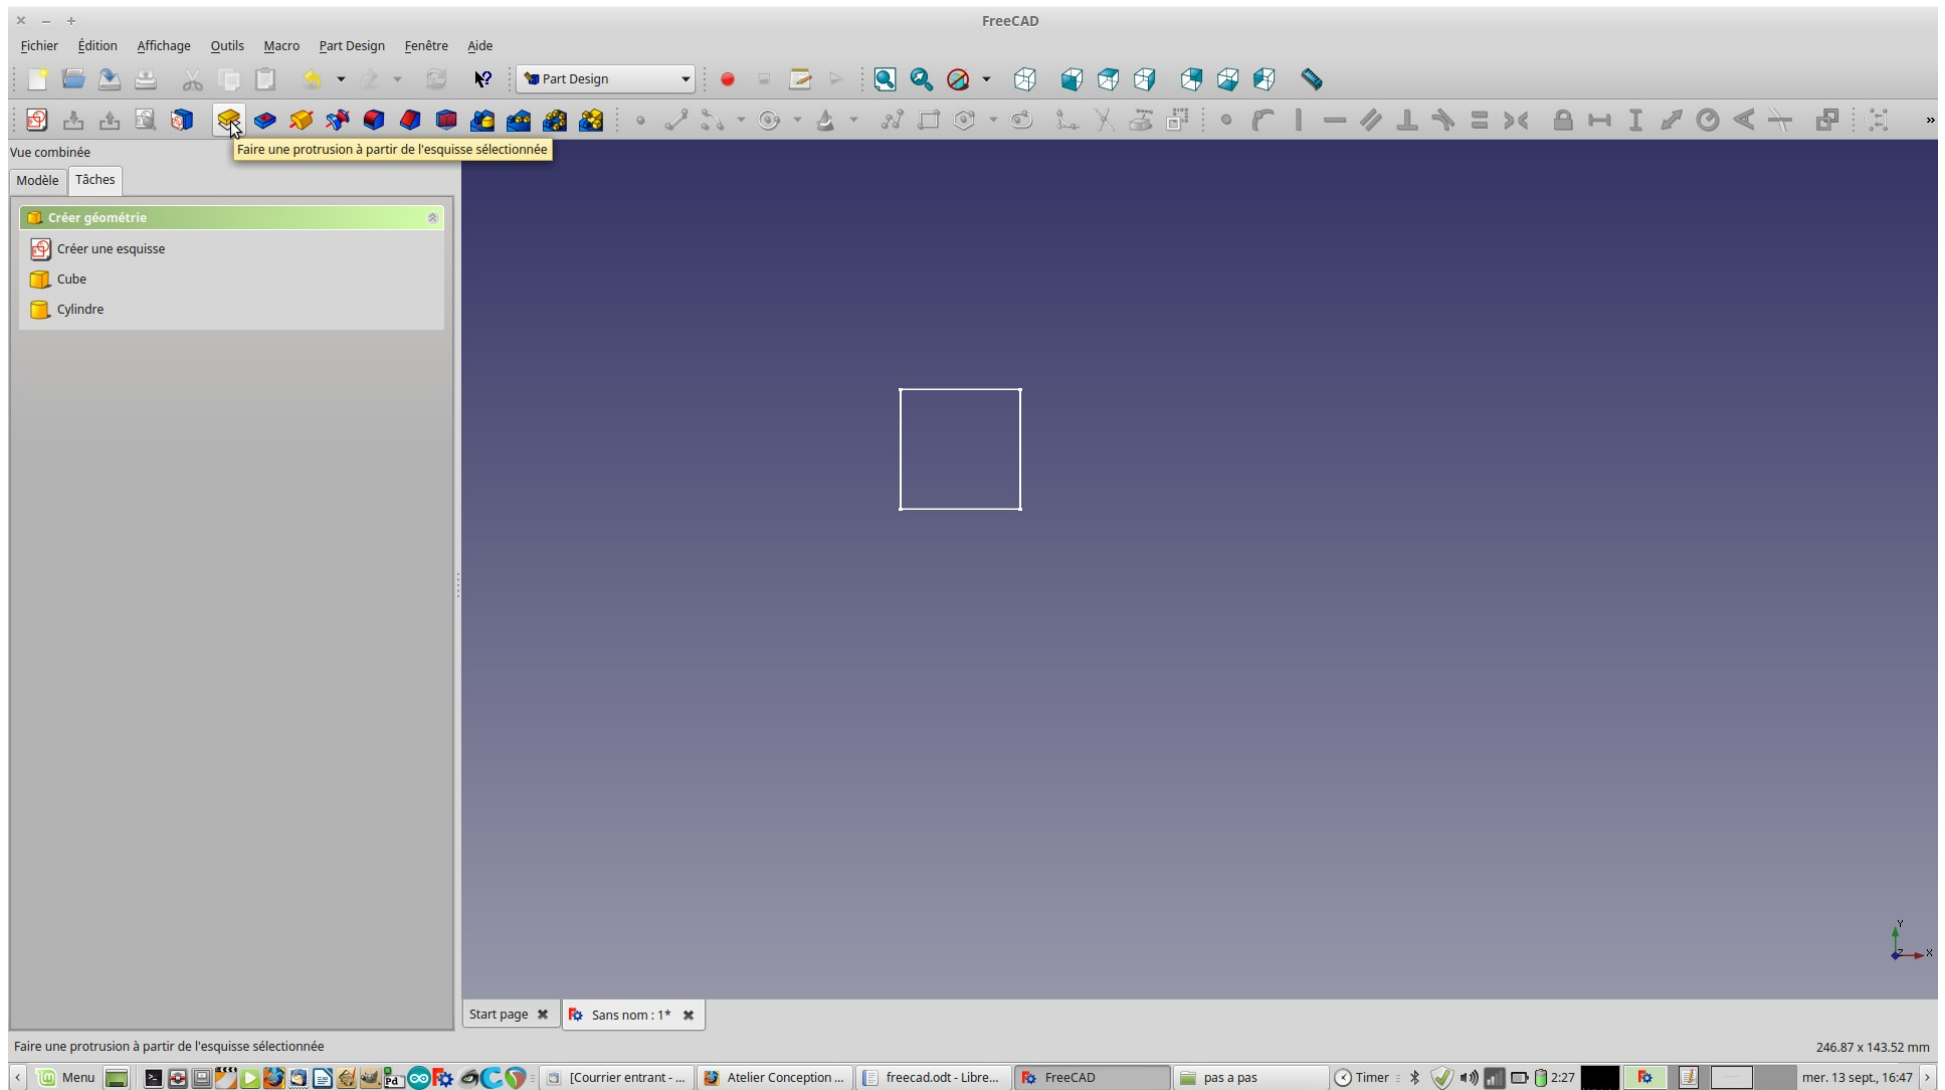 FreeCAD
Fichier Édition Affichage Outils Macro Part Design Fenêtre Aide
Part Design
Faire une protrusion à partir de l'esquisse sélectionnée
Vue combinée
Modèle Tâches
Créer géométrie
Créer une esquisse
Cube
Cylindre
Y
Z X
Start page Sans nom : 1*
Faire une protrusion à partir de l'esquisse sélectionnée 246.87 x 143.52 mm
Menu Pd [Courrier entrant - ... Atelier Conception ... freecad.odt - Libre... FreeCAD pas a pas Timer 2:27 mer. 13 sept., 16:47